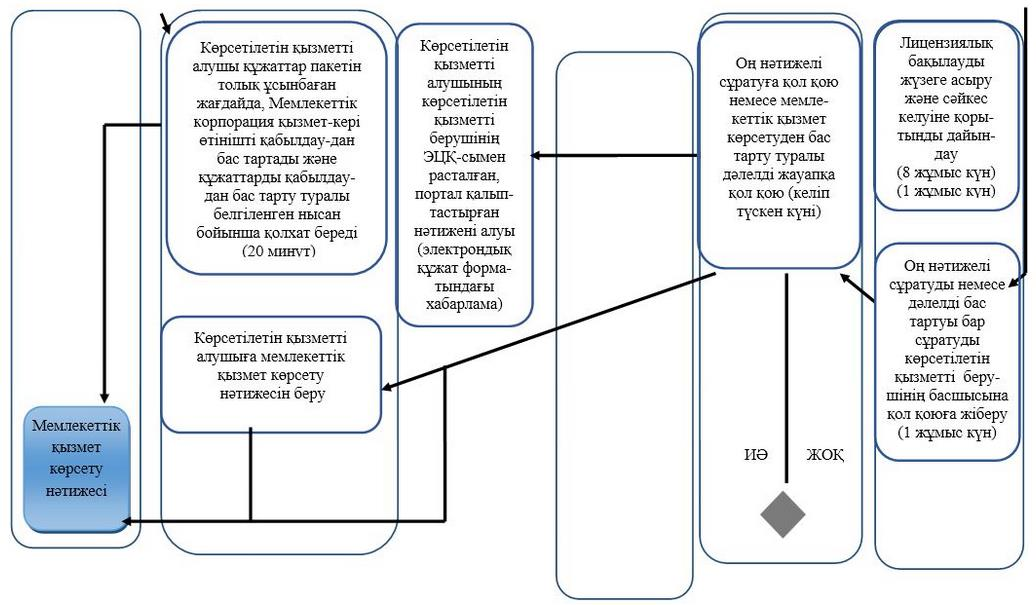 Көрсетілетін қызметті
алушы құжаттар пакетін
толық ұсынбаған
жағдайда, Мемлекеттік
корпорация қызмет-кері
өтінішті қабылдау-дан
бас тартады және
құжаттарды қабылдау-
дан бас тарту туралы
белгіленген нысан
бойынша қолхат береді
(20 минут)
Көрсетілетін
қызметті
алушының
көрсетілетін
қызметті
берушінің
ЭЦҚ-сымен
расталған,
портал қалып-
тастырған
нәтижені алуы
(электрондық
құжат форма-
тындағы
хабарлама)
Оң нәтижелі
сұратуға қол қою
немесе мемле-
кеттік қызмет
көрсетуден бас
тарту туралы
дәлелді жауапқа
қол қою (келіп
түскен күні)
Лицензиялық
бақылауды
жүзеге асыру
және сәйкес
келуіне қоры-
тынды дайын-
дау
(8 жұмыс күн)
(1 жұмыс күн)
Оң нәтижелі
сұратуды немесе
дәлелді бас
тартуы бар
сұратуды
көрсетілетін
қызметті беру-
шінің басшысына
қол қоюға жіберу
(1 жұмыс күн)
Көрсетілетін қызметті
алушыға мемлекеттік
қызмет көрсету
нәтижесін беру
Мемлекеттік
қызмет
көрсету
нәтижесі
ИӘ ЖОҚ